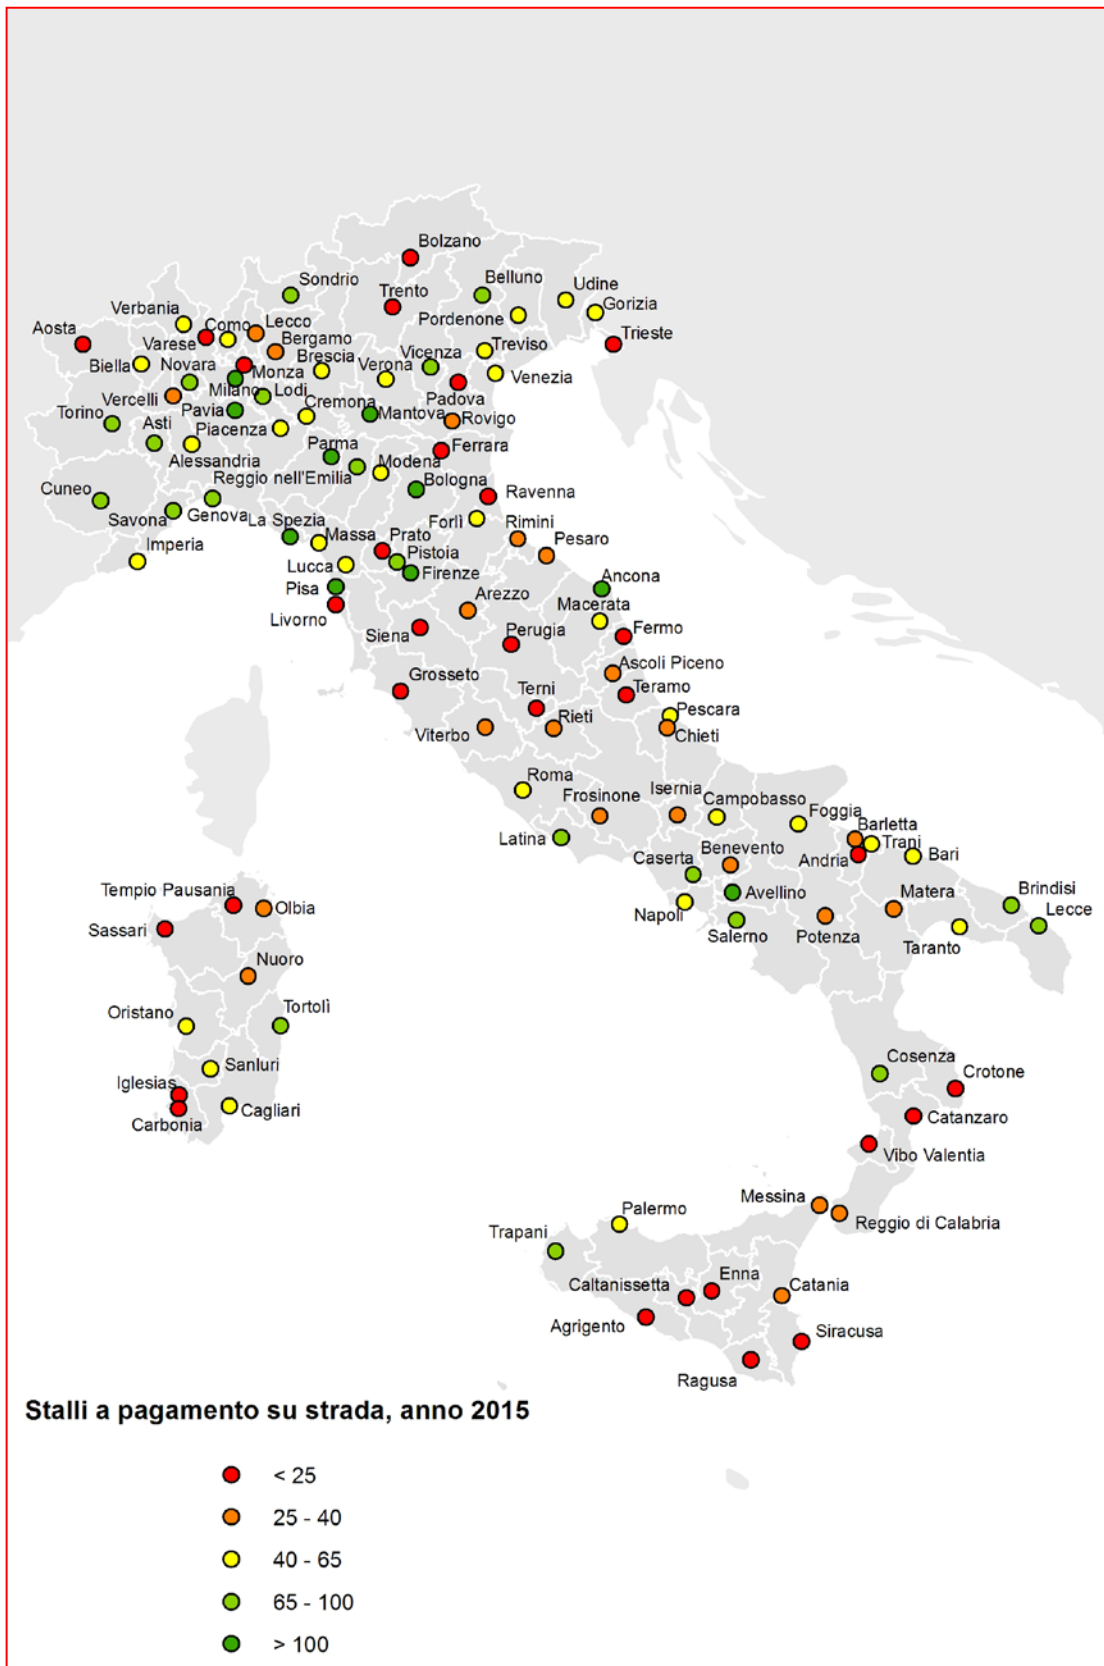 Bolzano
Sondrio
Belluno
Udine
Trento
Gorizia
Verbania
Pordenone
Aosta
Como
Lecco
Trieste
Varese
Bergamo
Treviso
Biella
Novara
Brescia
Verona
Vicenza
Monza
Venezia
Vercelli
Milano
Lodi
Padova
Torino
Pavia
Cremona
Mantova
Rovigo
Asti
Piacenza
Parma
Ferrara
Alessandria
Modena
Reggio nell'Emilia
Bologna
Cuneo
Ravenna
Savona
Genova
La Spezia
Forlì
Rimini
Imperia
Massa
Prato
Pesaro
Lucca
Pistoia
Firenze
Pisa
Ancona
Arezzo
Macerata
Livorno
Siena
Perugia
Fermo
Ascoli Piceno
Grosseto
Terni
Teramo
Rieti
Pescara
Viterbo
Chieti
Roma
Isernia
Frosinone
Campobasso
Foggia
Barletta
Latina
Trani
Benevento
Andria
Bari
Caserta
Tempio Pausania
Avellino
Matera
Brindisi
Olbia
Napoli
Lecce
Sassari
Salerno
Potenza
Taranto
Nuoro
Oristano
Tortolì
Sanluri
Cosenza
Iglesias
Crotone
Cagliari
Carbonia
Catanzaro
Vibo Valentia
Messina
Palermo
Reggio di Calabria
Trapani
Enna
Caltanissetta
Catania
Agrigento
Siracusa
Ragusa
Stalli a pagamento su strada, anno 2015
< 25
25 - 40
40 - 65
65 - 100
> 100